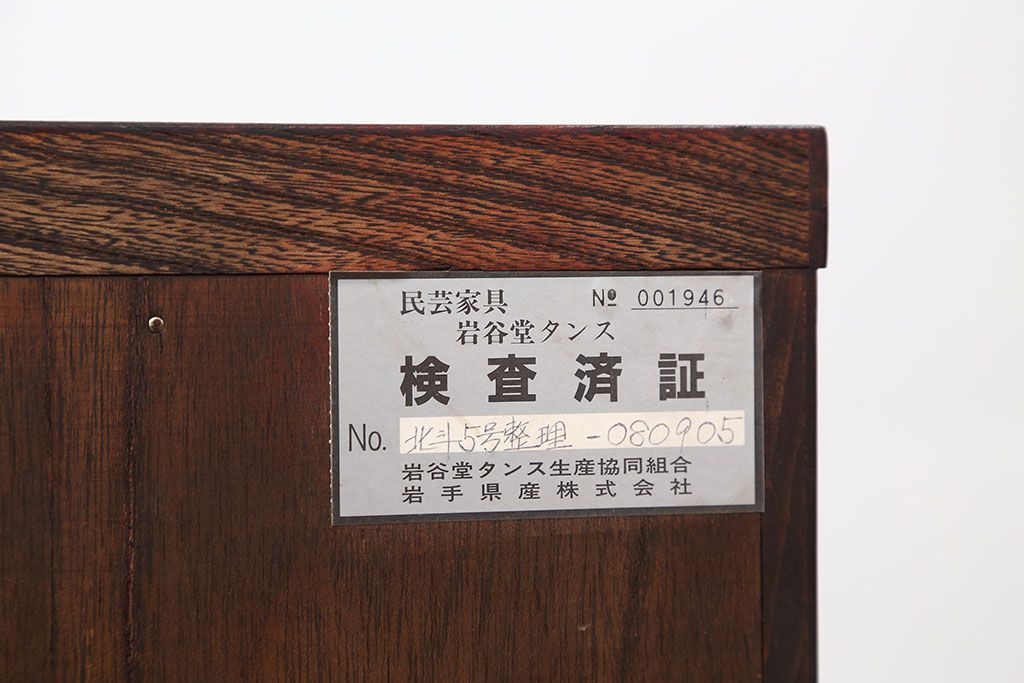 民芸家具 № 001946
岩谷堂タンス
検査済証
No. 北斗5号整理-080905
岩谷堂タンス生産協同組合
岩手県産株式会社